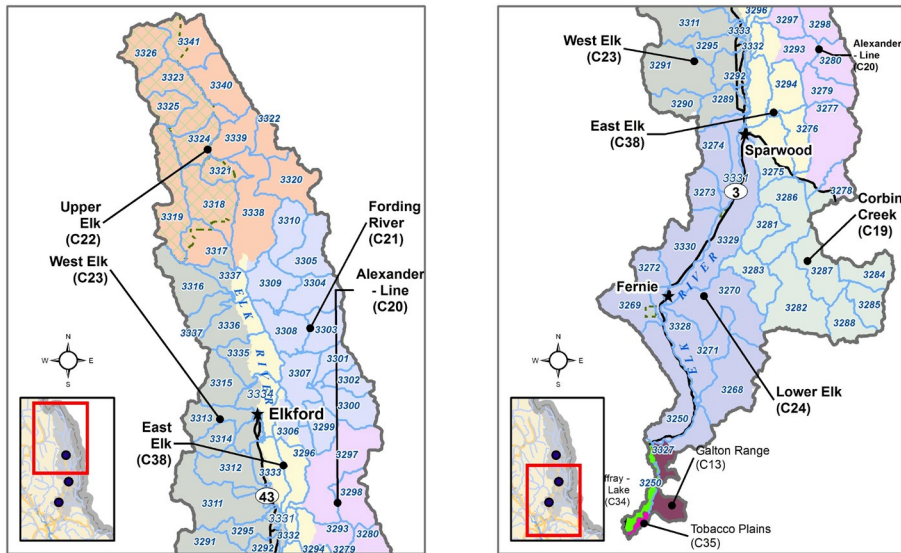 3341
3326
3323
3340
3325
3322
3324
3339
3321
3320
3319
3318
3338
3310
Upper
Elk
(C22)
Fording
River
(C21)
3317
3305
West Elk
(C23)
3337
3309
3304
Alexander
- Line
(C20)
3316
ELK RIVER
3336
3337
3308
3303
3335
3301
3307
3315
3302
3334
3300
3313
Elkford
3314
3306
3299
East
Elk
(C38)
3296
3297
3312
3333
43
3298
3311
3331
3293
3280
3295
3332
3291
3292
3294
3279
N
W E
S
3311
3296
3333
3297
3298
West Elk
(C23)
3295
3332
3293
Alexander
- Line
(C20)
3280
3291
3292
3294
3279
3290
3289
3277
East Elk
(C38)
3276
3274
Sparwood
3331
3275
3
3273
3278
3286
Corbin
Creek
(C19)
3281
3330
3329
3272
3283
3287
3284
Fernie
3270
3285
3269
3282
3288
ELK RIVER
3328
3271
3268
Lower Elk
(C24)
3250
3327
Galton Range
(C13)
ffray -
Lake
(C34)
3250
Tobacco Plains
(C35)
N
W E
S